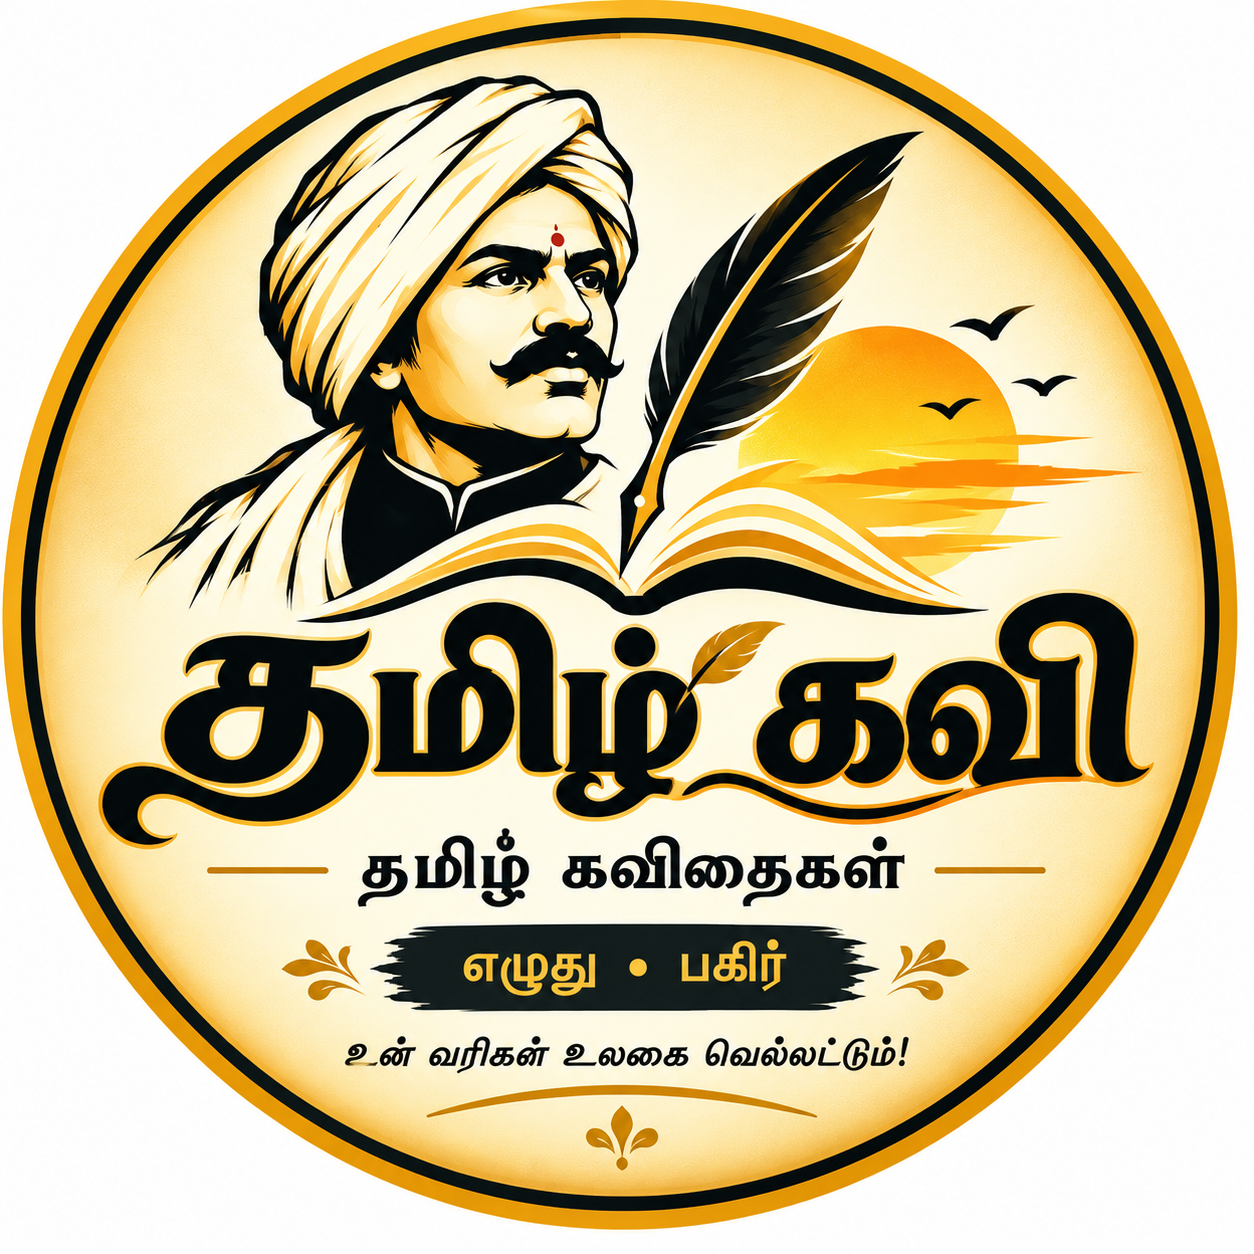 தமிழ் கவி
தமிழ் கவிதைகள்
எழுது • பகிர்
உன் வரிகள் உலகை வெல்லட்டும்!